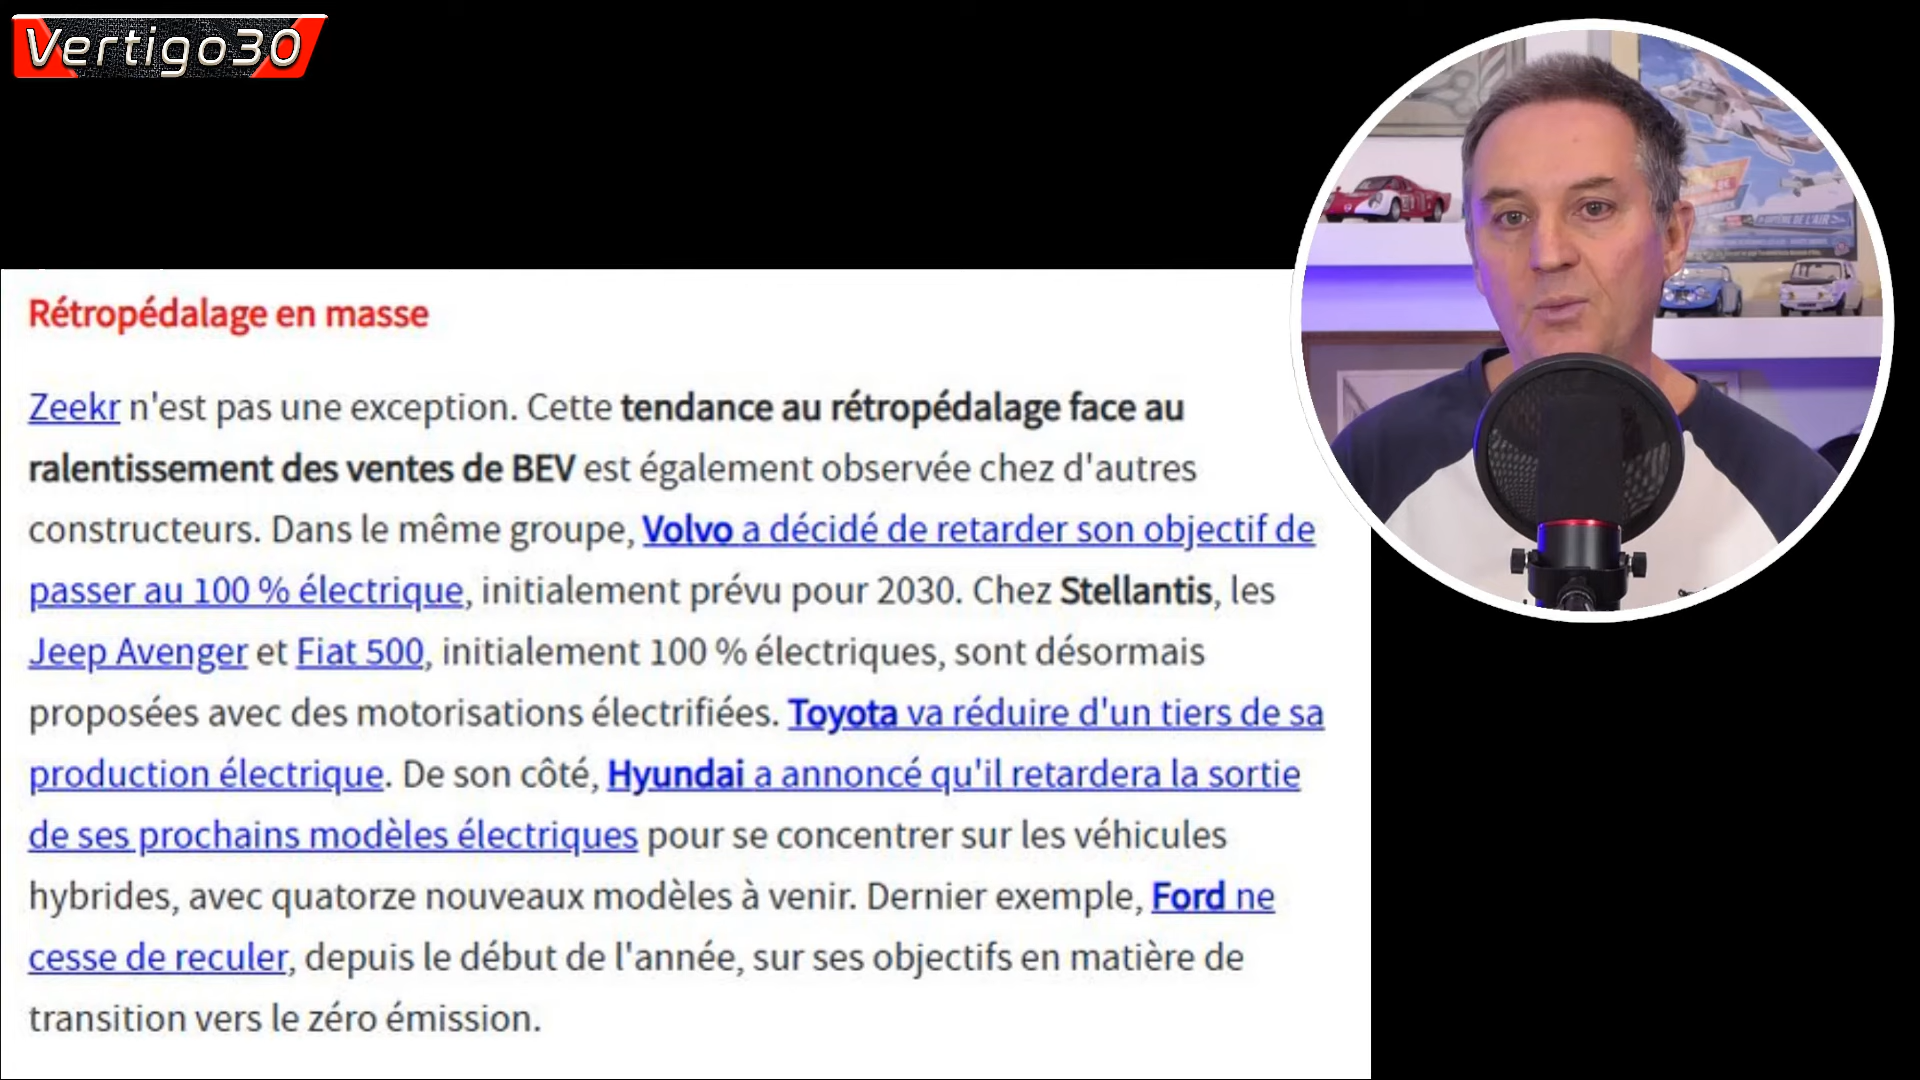 Vertigo30
Rétropédalage en masse
Zeekr n'est pas une exception. Cette tendance au rétropédalage face au
ralentissement des ventes de BEV est également observée chez d'autres
constructeurs. Dans le même groupe, Volvo a décidé de retarder son objectif de
passer au 100 % électrique, initialement prévu pour 2030. Chez Stellantis, les
Jeep Avenger et Fiat 500, initialement 100 % électriques, sont désormais
proposées avec des motorisations électrifiées. Toyota va réduire d'un tiers de sa
production électrique. De son côté, Hyundai a annoncé qu'il retardera la sortie
de ses prochains modèles électriques pour se concentrer sur les véhicules
hybrides, avec quatorze nouveaux modèles à venir. Dernier exemple, Ford ne
cesse de reculer, depuis le début de l'année, sur ses objectifs en matière de
transition vers le zéro émission.